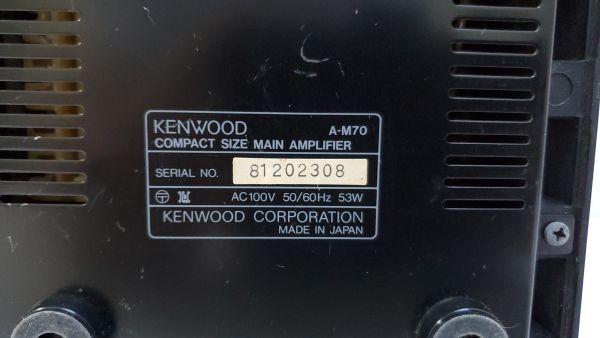 KENWOOD A-M70
COMPACT SIZE MAIN AMPLIFIER
SERIAL NO. 81202308
AC100V 50/60Hz 53W
KENWOOD CORPORATION
MADE IN JAPAN